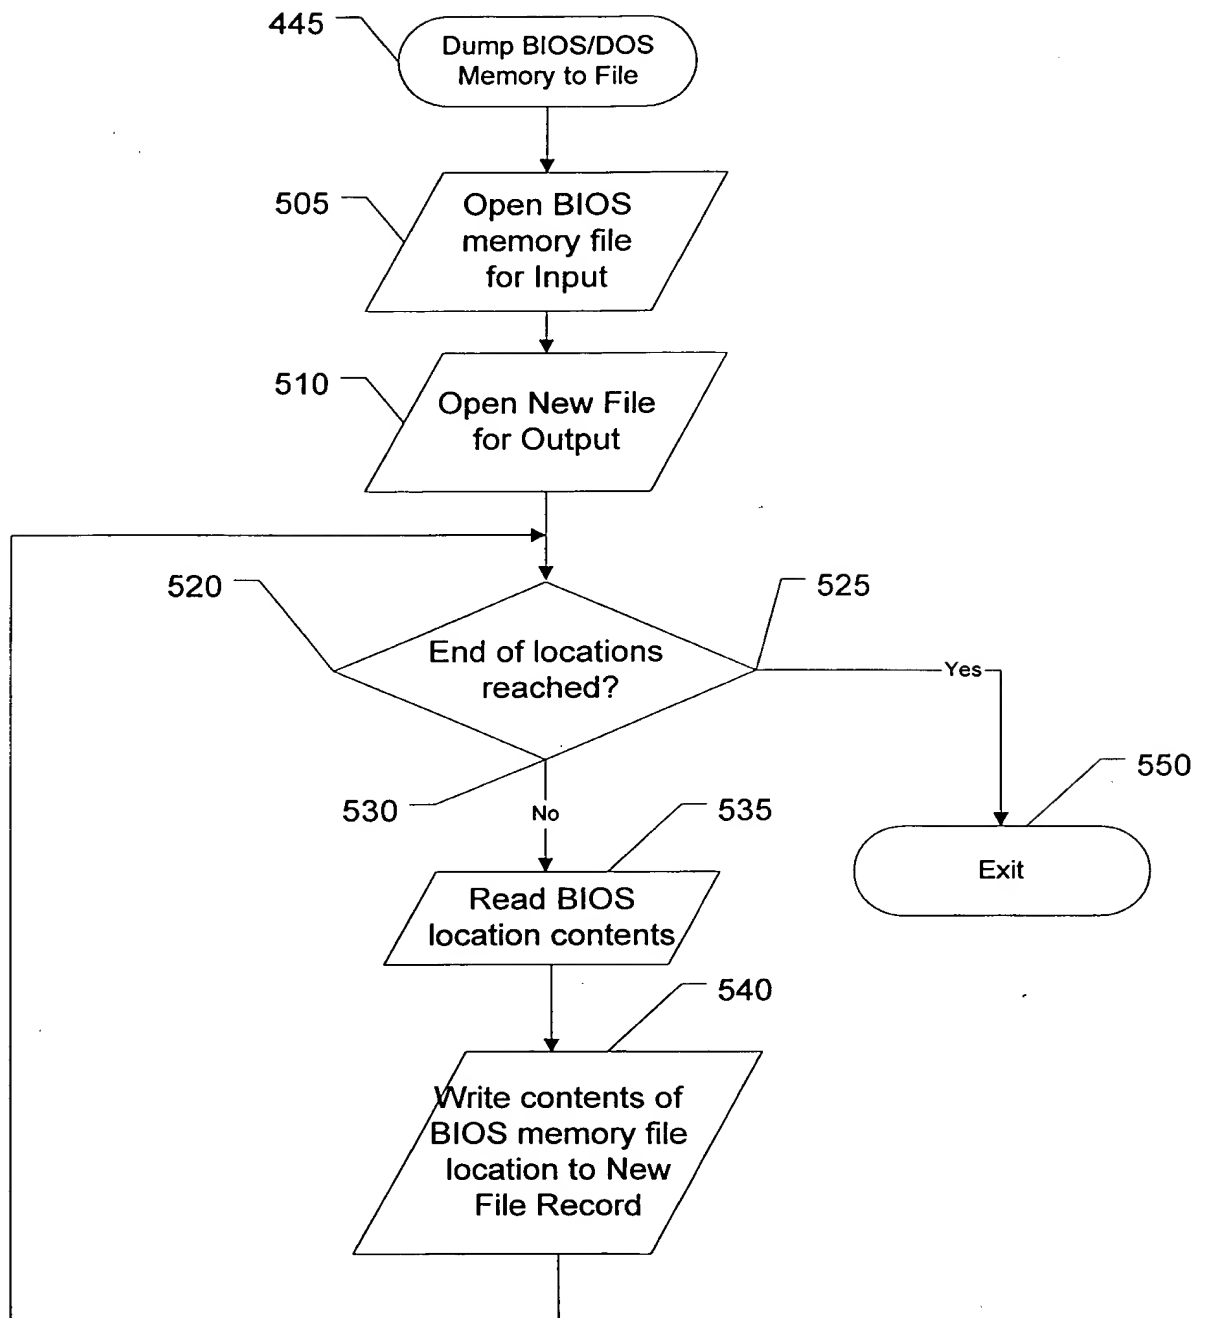 445
Dump BIOS/DOS
Memory to File
505
Open BIOS
memory file
for Input
510
Open New File
for Output
520
525
End of locations
reached?
Yes
550
530
No
535
Exit
Read BIOS
location contents
540
Write contents of
BIOS memory file
location to New
File Record